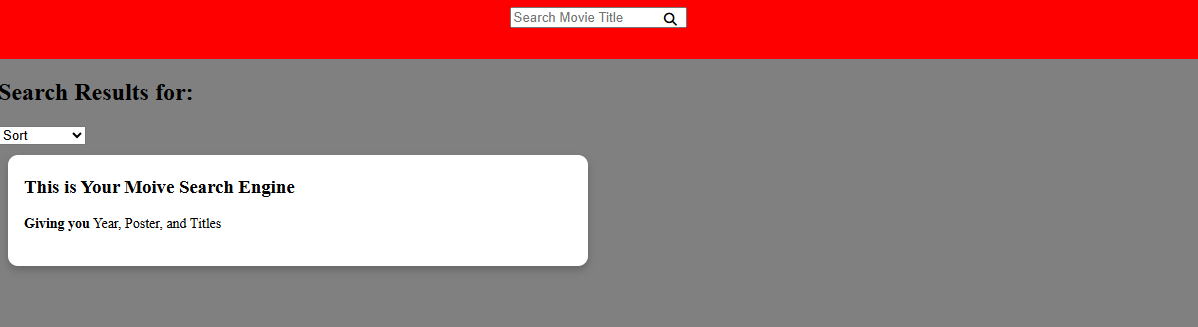 Search Movie Title
Search Results for:
Sort
This is Your Moive Search Engine
Giving you Year, Poster, and Titles